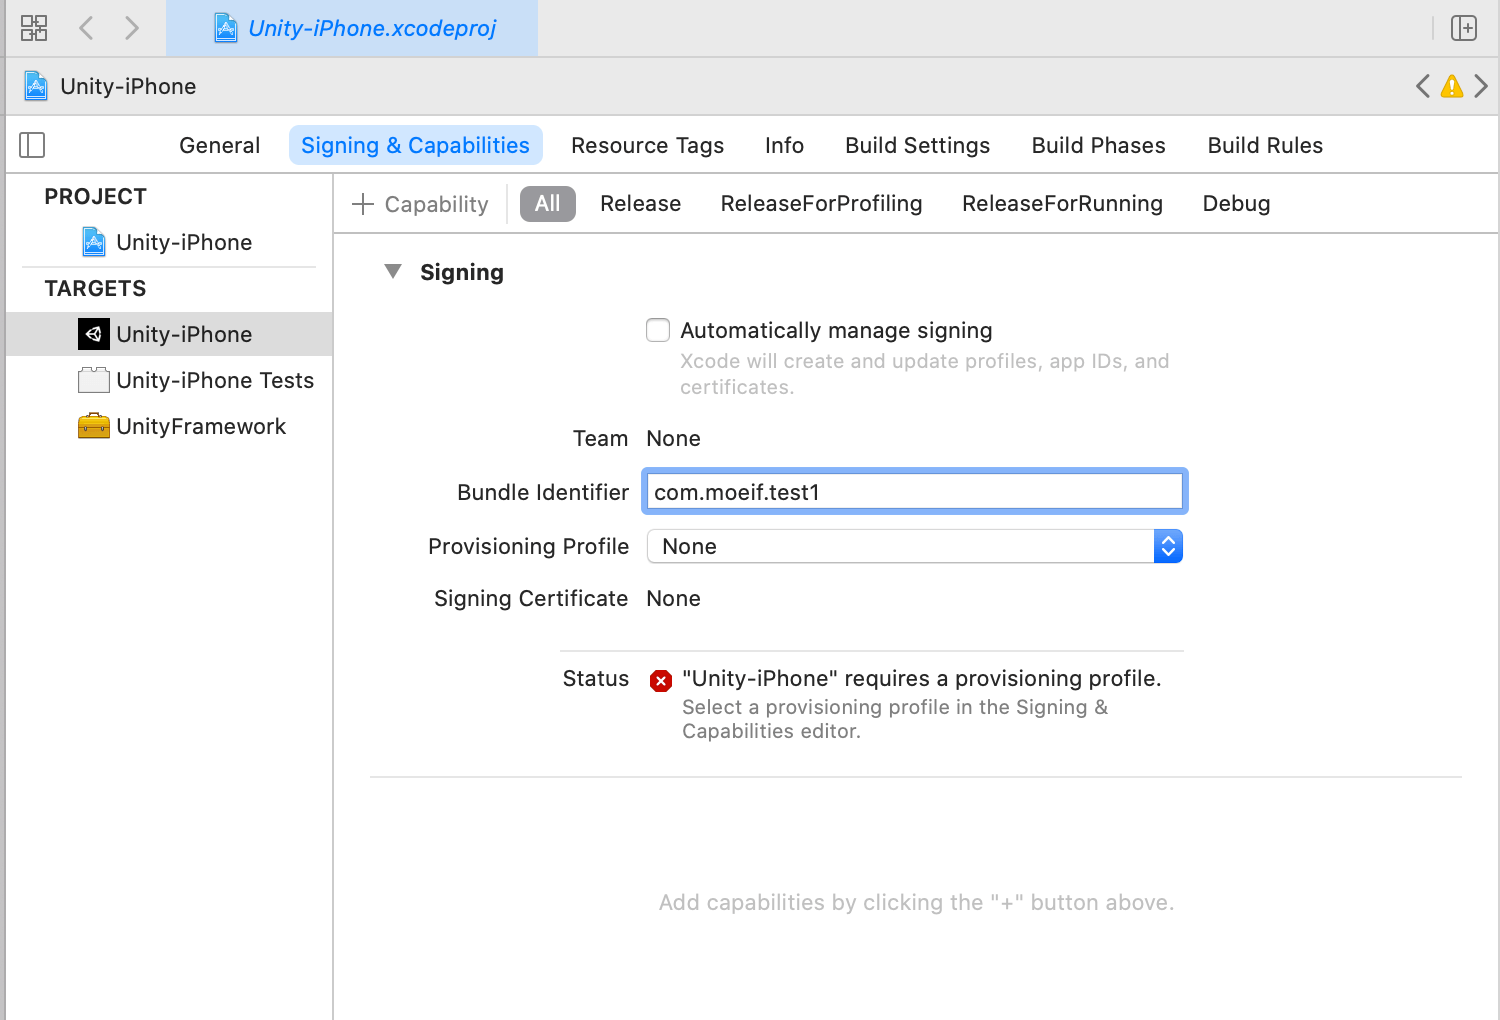 Unity-iPhone.xcodeproj
Unity-iPhone
General Signing & Capabilities Resource Tags Info Build Settings Build Phases Build Rules
PROJECT
Unity-iPhone
TARGETS
Unity-iPhone
Unity-iPhone Tests
UnityFramework
+ Capability All Release ReleaseForProfiling ReleaseForRunning Debug
Signing
Automatically manage signing
Xcode will create and update profiles, app IDs, and
certificates.
Team None
Bundle Identifier com.moeif.test1
Provisioning Profile None
Signing Certificate None
Status "Unity-iPhone" requires a provisioning profile.
Select a provisioning profile in the Signing &
Capabilities editor.
Add capabilities by clicking the "+" button above.